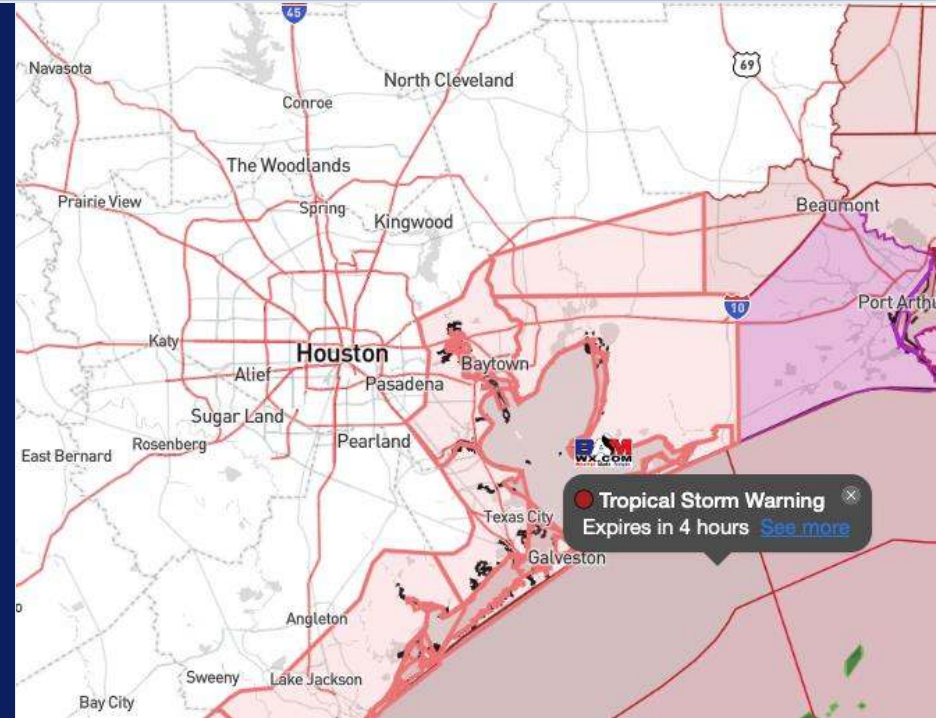 45
69
Navasota
North Cleveland
Conroe
The Woodlands
Prairie View
Spring
Kingwood
Beaumont
10
Port Arthu
Katy
Houston
Baytown
Alief
Pasadena
Sugar Land
Pearland
Rosenberg
East Bernard
BAM
WX.COM
Tropical Storm Warning
Expires in 4 hours See more
Texas City
Galveston
Angleton
Sweeny
Lake Jackson
Bay City